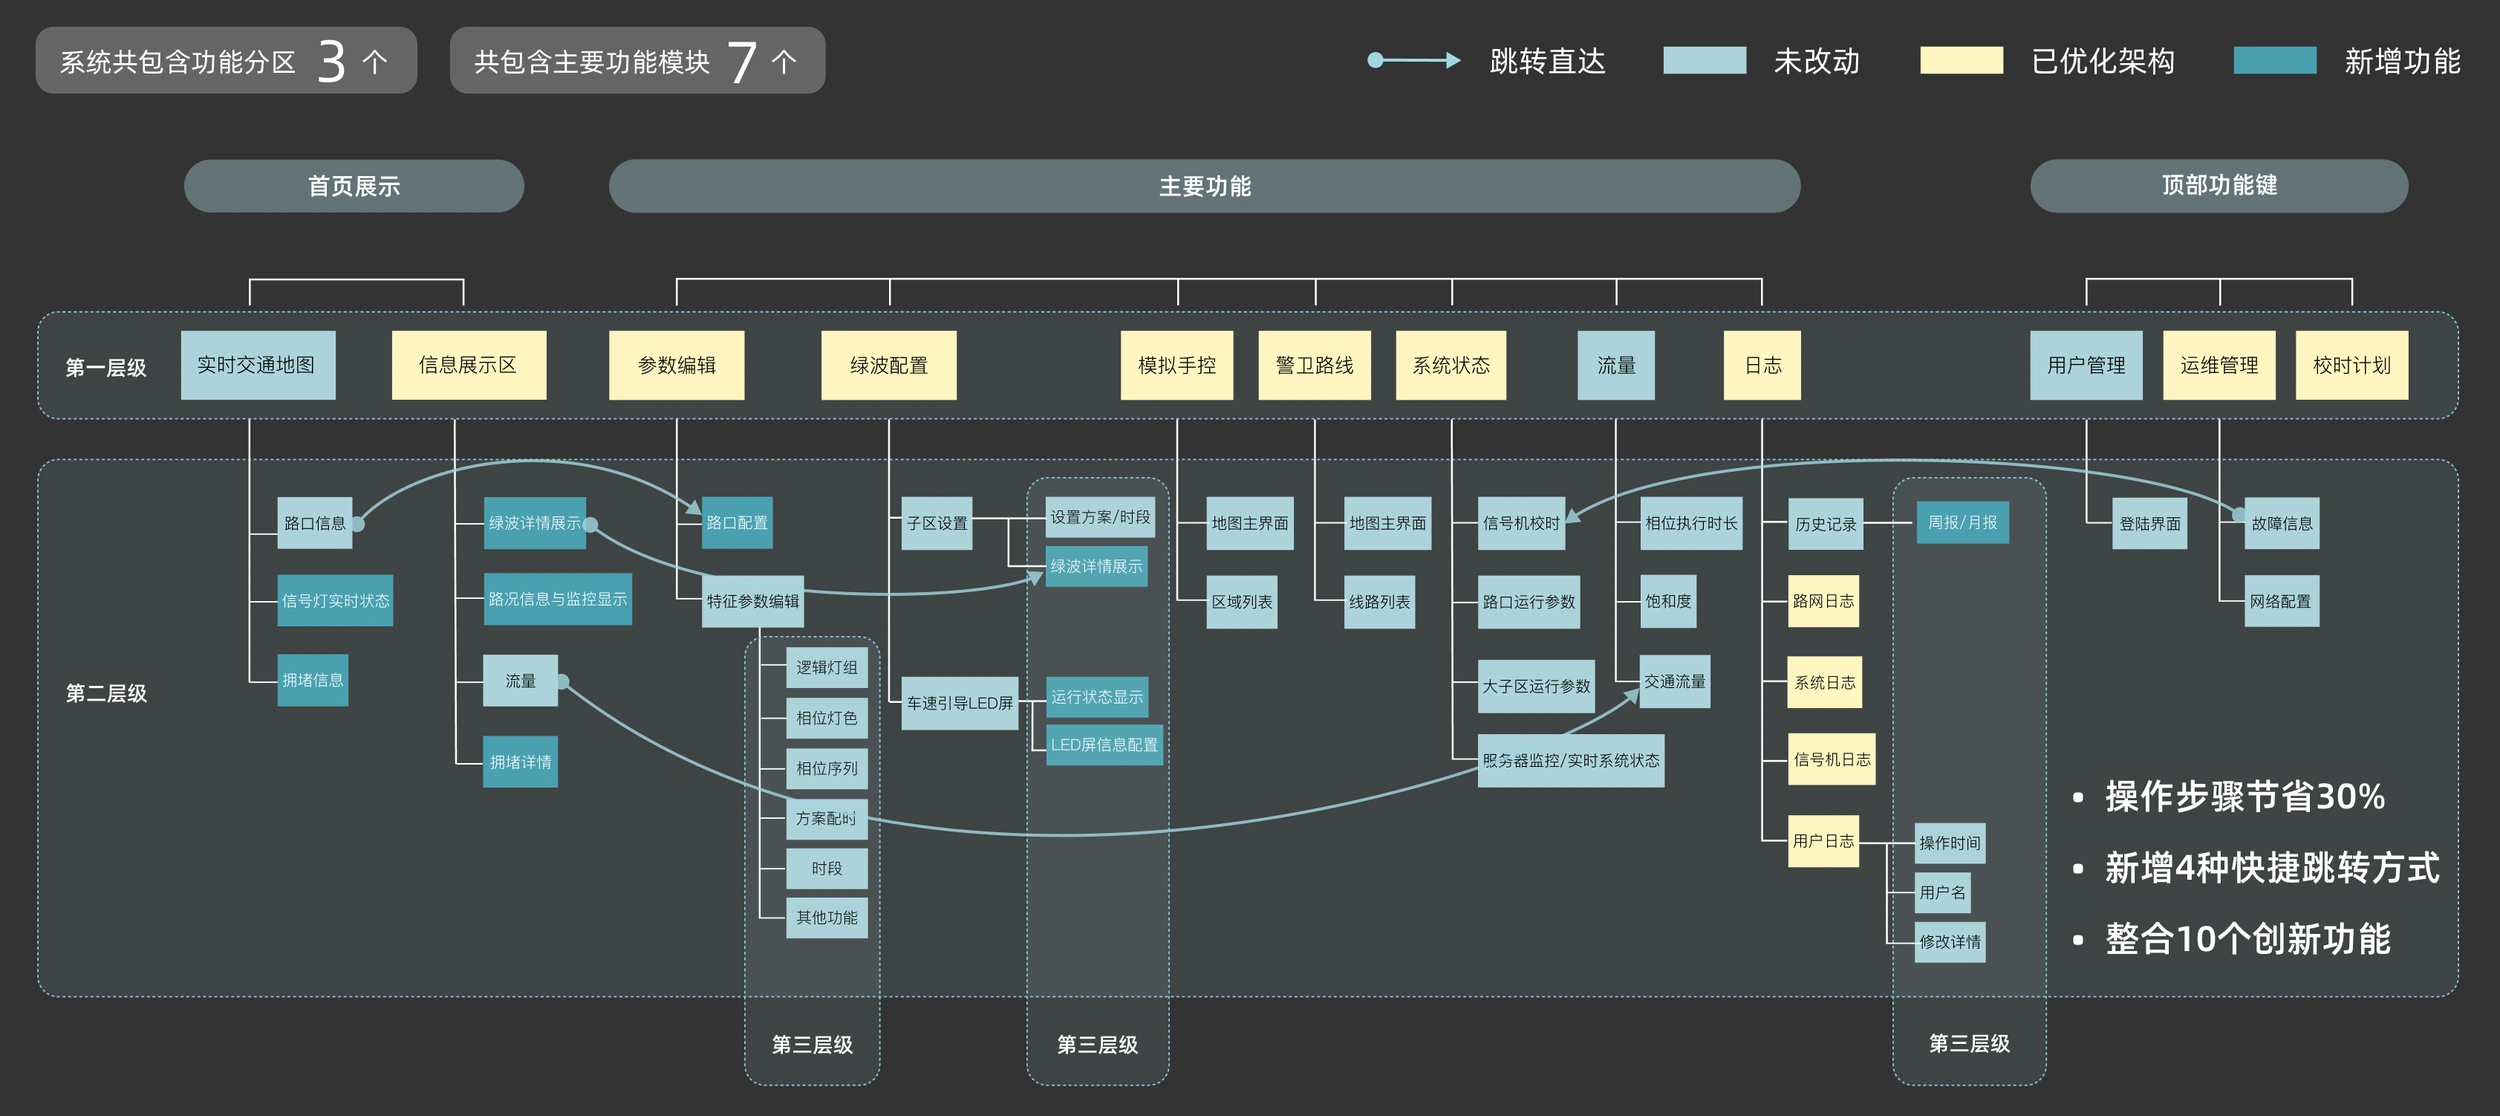 系统共包含功能分区 3 个
共包含主要功能模块 7 个
跳转直达
未改动
已优化架构
新增功能
首页展示
主要功能
顶部功能键
第一层级
实时交通地图
信息展示区
参数编辑
绿波配置
模拟手控
警卫路线
系统状态
流量
日志
用户管理
运维管理
校时计划
第二层级
路口信息
信号灯实时状态
拥堵信息
绿波详情展示
路况信息与监控显示
流量
拥堵详情
路口配置
特征参数编辑
逻辑灯组
相位灯色
相位序列
方案配时
时段
其他功能
第三层级
子区设置
车速引导LED屏
设置方案/时段
绿波详情展示
运行状态显示
LED屏信息配置
第三层级
地图主界面
区域列表
地图主界面
线路列表
信号机校时
路口运行参数
大子区运行参数
服务器监控/实时系统状态
相位执行时长
饱和度
交通流量
历史记录
路网日志
系统日志
信号机日志
用户日志
周报/月报
操作时间
用户名
修改详情
第三层级
登陆界面
故障信息
网络配置
• 操作步骤节省30%
• 新增4种快捷跳转方式
• 整合10个创新功能